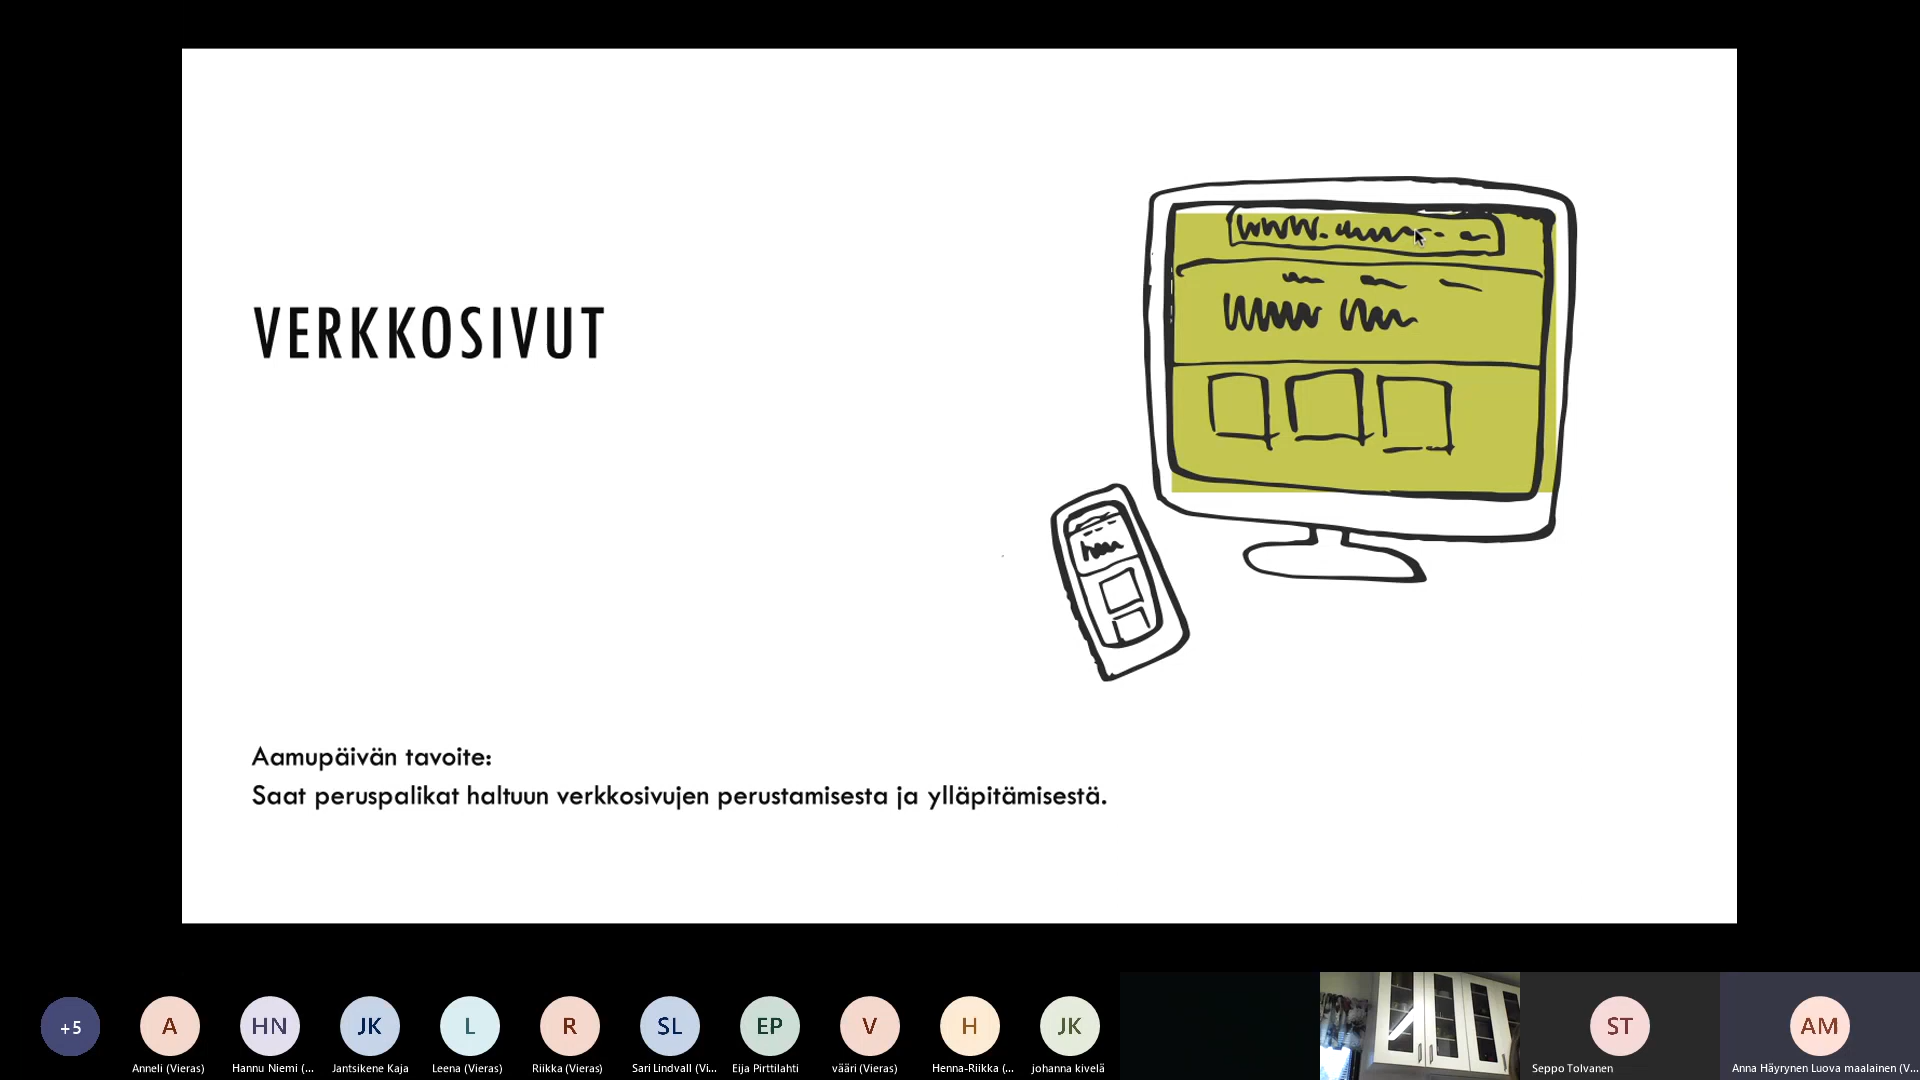 www.
VERKKOSIVUT
Aamupäivän tavoite:
Saat peruspalikat haltuun verkkosivujen perustamisesta ja ylläpitämisestä.
+5
A
HN
JK
L
R
SL
EP
V
H
JK
ST
AM
Anneli (Vieras)
Hannu Niemi (...
Jantsikene Kaja
Leena (Vieras)
Riikka (Vieras)
Sari Lindvall (Vi...
Eija Pirttilahti
vääri (Vieras)
Henna-Riikka (...
johanna kivelä
Seppo Tolvanen
Anna Häyrynen Luova maalainen (V...